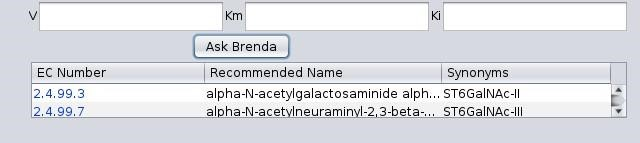 V Km Ki
Ask Brenda
EC Number Recommended Name Synonyms
2.4.99.3 alpha-N-acetylgalactosaminide alph... ST6GalNAc-II
2.4.99.7 alpha-N-acetylneuraminyl-2,3-beta-... ST6GalNAc-III